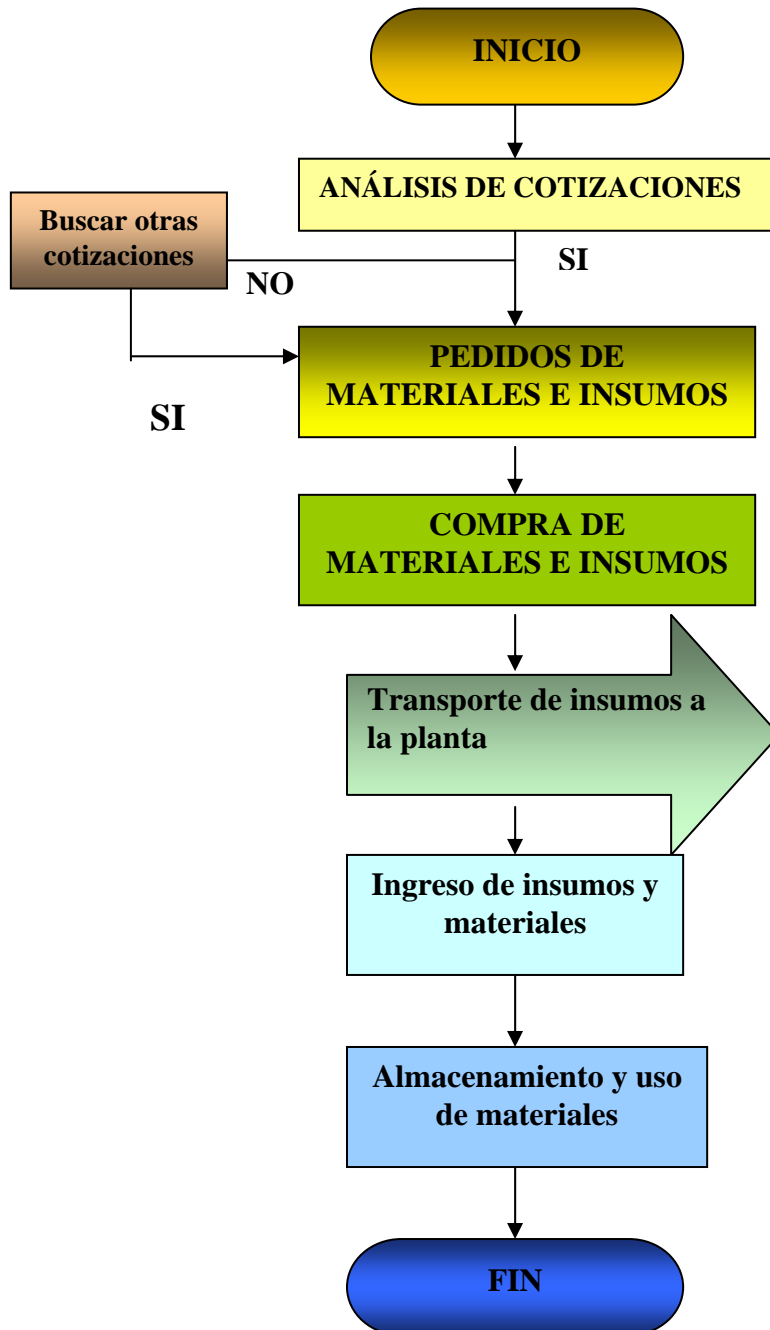 INICIO
ANÁLISIS DE COTIZACIONES
Buscar otras
cotizaciones
NO
SI
PEDIDOS DE
MATERIALES E INSUMOS
SI
COMPRA DE
MATERIALES E INSUMOS
Transporte de insumos a
la planta
Ingreso de insumos y
materiales
Almacenamiento y uso
de materiales
FIN